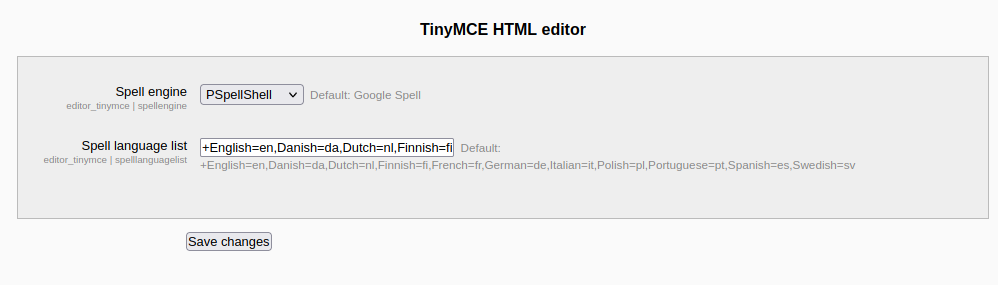 TinyMCE HTML editor
Spell engine
PSpellShell
Default: Google Spell
editor_tinymce | spellengine
Spell language list
+English=en,Danish=da,Dutch=nl,Finnish=fi
Default:
editor_tinymce | spelllanguagelist
+English=en,Danish=da,Dutch=nl,Finnish=fi,French=fr,German=de,Italian=it,Polish=pl,Portuguese=pt,Spanish=es,Swedish=sv
Save changes